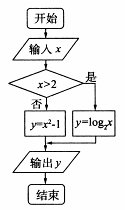 开始
输入 x
x>2
是
否
y=x²-1
y=log₂x
输出 y
结束